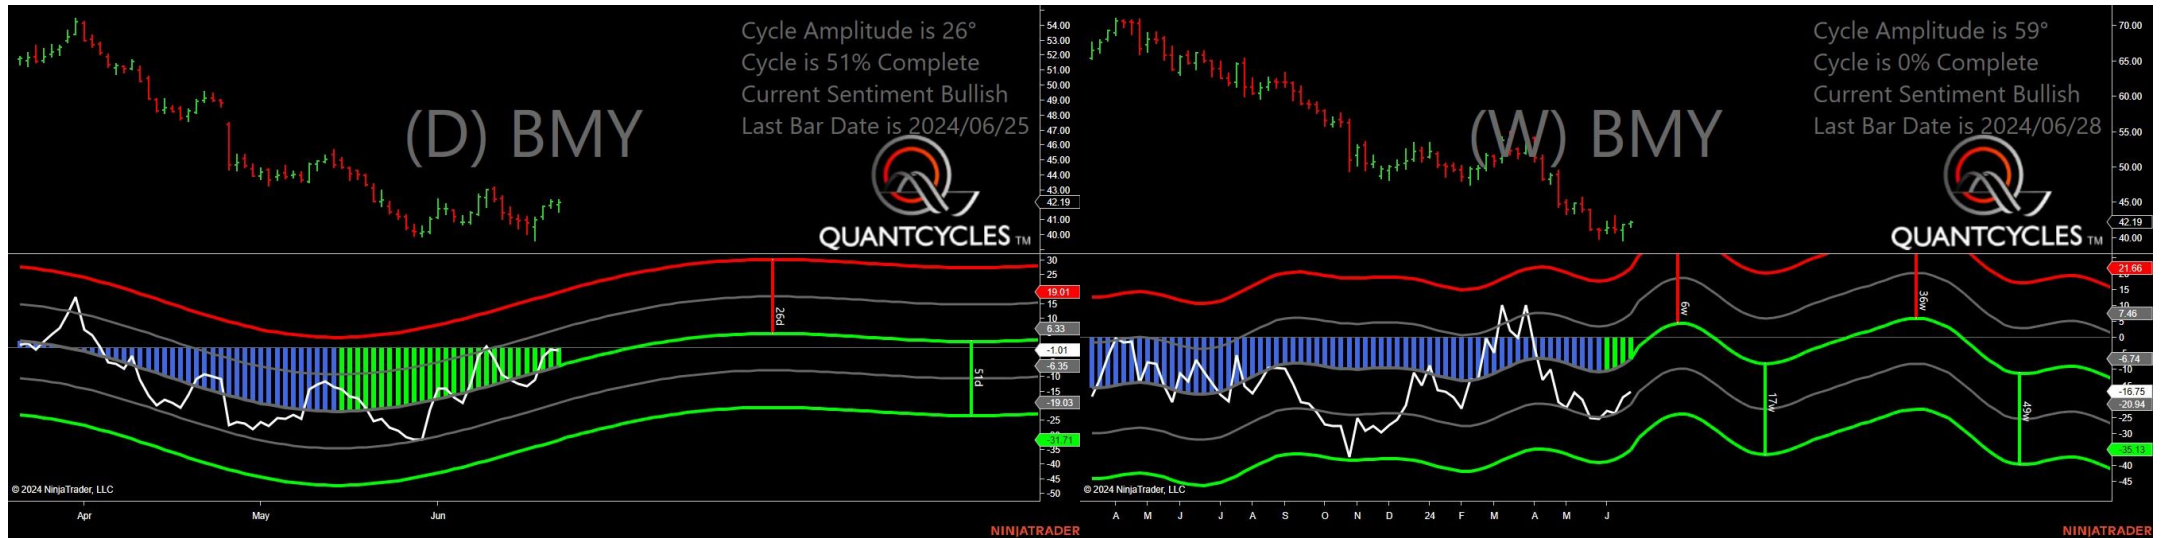 Cycle Amplitude is 26°
Cycle is 51% Complete
Current Sentiment Bullish
Last Bar Date is 2024/06/25
(D) BMY
QUANTCYCLES TM
54.00
53.00
52.00
51.00
50.00
49.00
48.00
47.00
46.00
45.00
44.00
43.00
42.19
41.00
40.00
30
19.01
15
10
6.33
-1.01
-6.35
-10
-15
-19.03
-25
-31.71
-35
-40
-45
-50
26d
51d
© 2024 NinjaTrader, LLC
Apr
May
Jun
NINJATRADER
Cycle Amplitude is 59°
Cycle is 0% Complete
Current Sentiment Bullish
Last Bar Date is 2024/06/28
(W) BMY
QUANTCYCLES TM
70.00
65.00
60.00
55.00
50.00
45.00
42.19
40.00
21.66
15
10
7.46
5
0
-6.74
-10
-16.75
-20.94
-25
-30
-35.13
-40
-45
6w
17w
36w
49w
© 2024 NinjaTrader, LLC
A M J J A S O N D 24 F M A M J
NINJATRADER